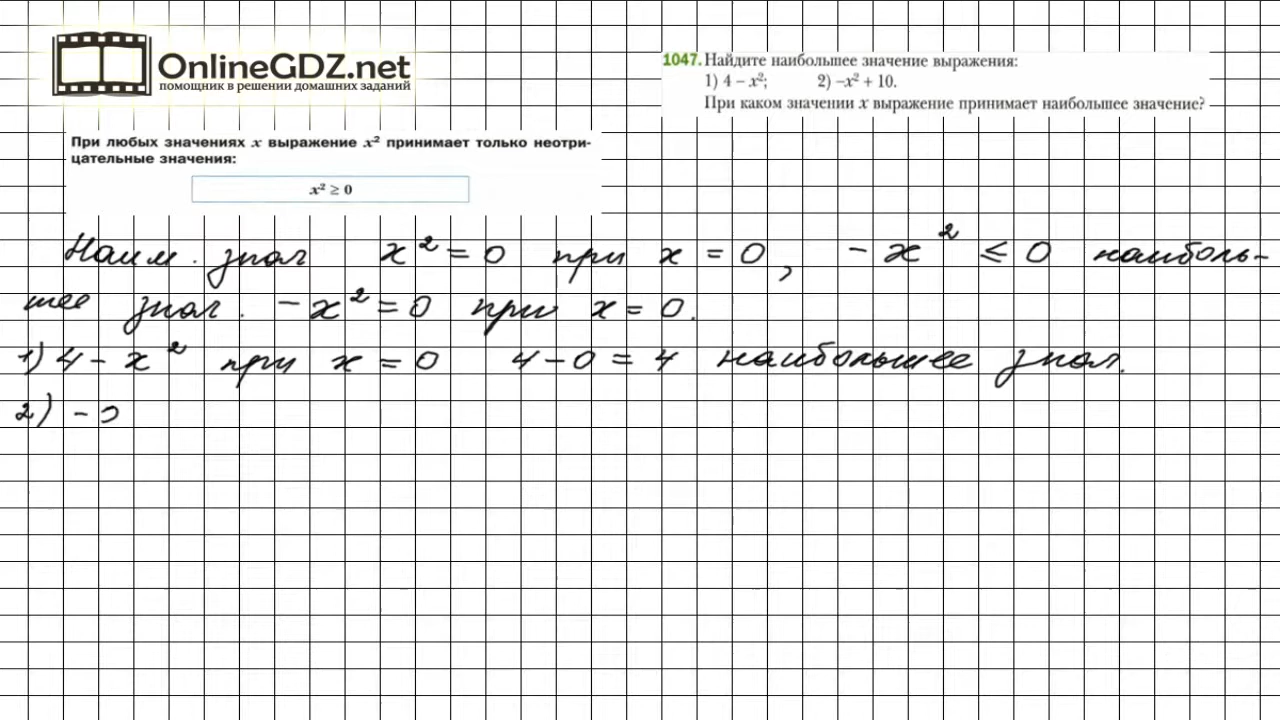 OnlineGDZ.net
помощник в решении домашних заданий
1047. Найдите наибольшее значение выражения:
1) 4 − x²; 2) −x² + 10.
При каком значении x выражение принимает наибольшее значение?
При любых значениях x выражение x² принимает только неотри-
цательные значения:
x² ≥ 0
Наим. знач x² = 0 при x = 0, − x² ≤ 0 наиболь-
шее знач. − x² = 0 при x = 0.
1) 4 − x² при x = 0 4 − 0 = 4 наибольшее знач.
2) −